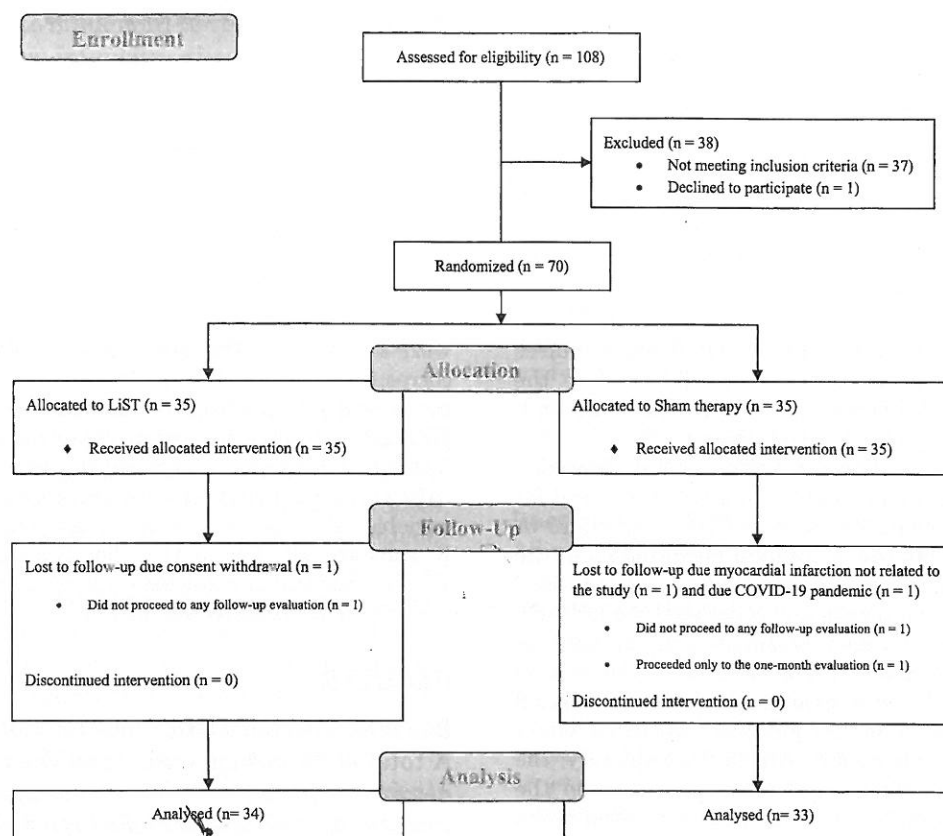 Enrollment
Assessed for eligibility (n = 108)
Excluded (n = 38)
• Not meeting inclusion criteria (n = 37)
• Declined to participate (n = 1)
Randomized (n = 70)
Allocation
Allocated to LiST (n = 35)
♦ Received allocated intervention (n = 35)
Allocated to Sham therapy (n = 35)
♦ Received allocated intervention (n = 35)
Follow-Up
Lost to follow-up due consent withdrawal (n = 1)
• Did not proceed to any follow-up evaluation (n = 1)
Discontinued intervention (n = 0)
Lost to follow-up due myocardial infarction not related to
the study (n = 1) and due COVID-19 pandemic (n = 1)
• Did not proceed to any follow-up evaluation (n = 1)
• Proceeded only to the one-month evaluation (n = 1)
Discontinued intervention (n = 0)
Analysis
Analysed (n= 34)
Analysed (n= 33)